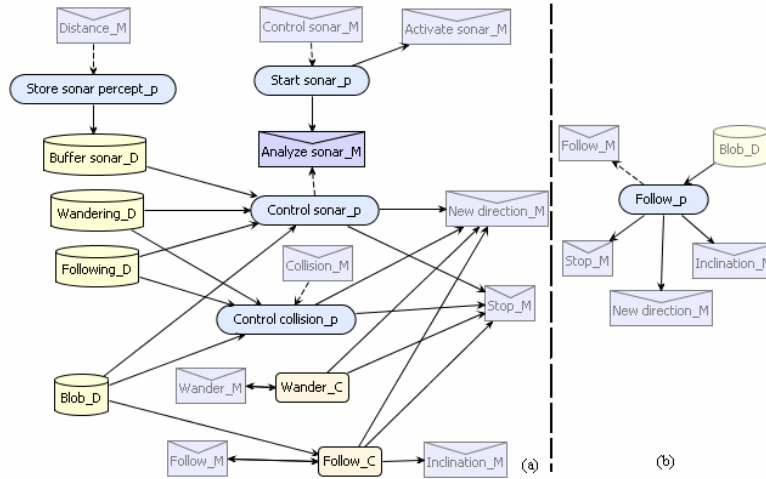 Distance_M
Control sonar_M
Activate sonar_M
Store sonar percept_p
Start sonar_p
Buffer sonar_D
Analyze sonar_M
Wandering_D
Control sonar_p
New direction_M
Following_D
Collision_M
Control collision_p
Stop_M
Blob_D
Wander_M
Wander_C
Follow_M
Follow_C
Inclination_M
(a)
Follow_M
Blob_D
Follow_p
Stop_M
Inclination_M
New direction_M
(b)